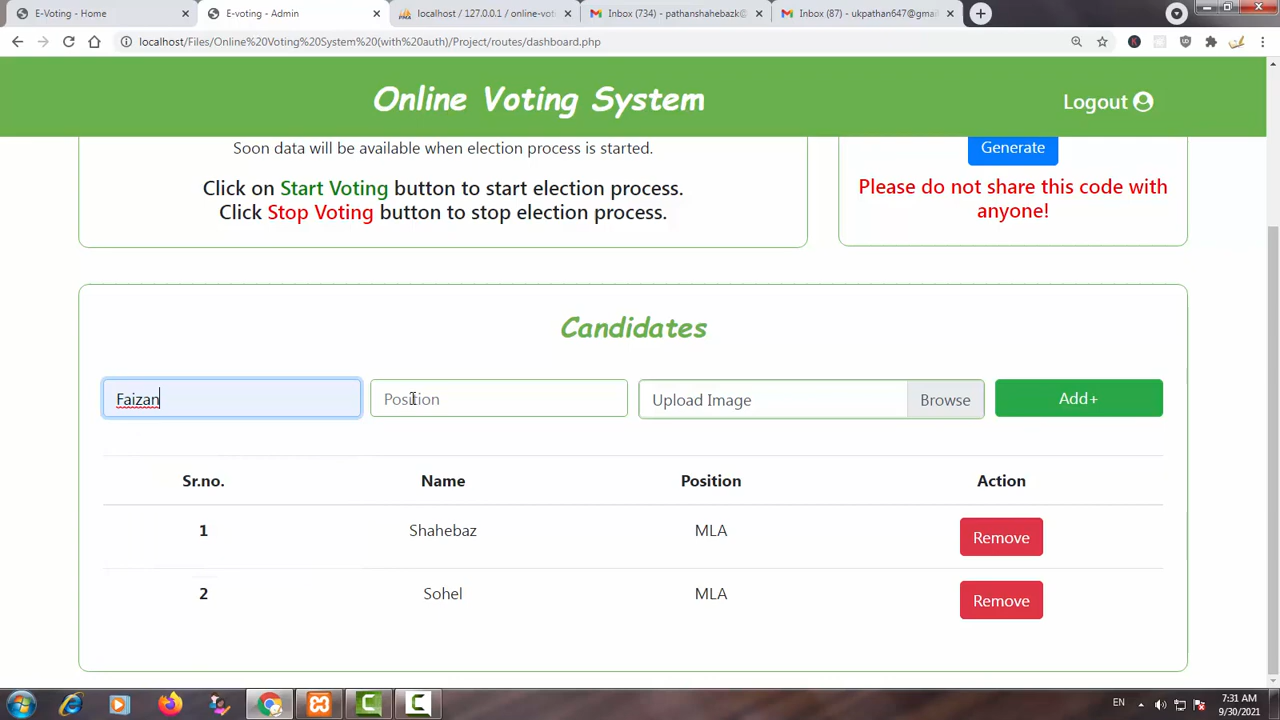 E-Voting - Home
E-voting - Admin
localhost / 127.0.0.1 / online-vot
Inbox (734) - pathanshahebazk@
Inbox (87) - ukpathan647@gmai
localhost/Files/Online%20Voting%20System%20(with%20auth)/Project/routes/dashboard.php
Online Voting System
Logout
Soon data will be available when election process is started.
Click on Start Voting button to start election process.
Click Stop Voting button to stop election process.
Generate
Please do not share this code with
anyone!
Candidates
Faizan
Position
Upload Image
Browse
Add+
Sr.no. Name Position Action
1 Shahebaz MLA Remove
2 Sohel MLA Remove
EN
7:31 AM
9/30/2021